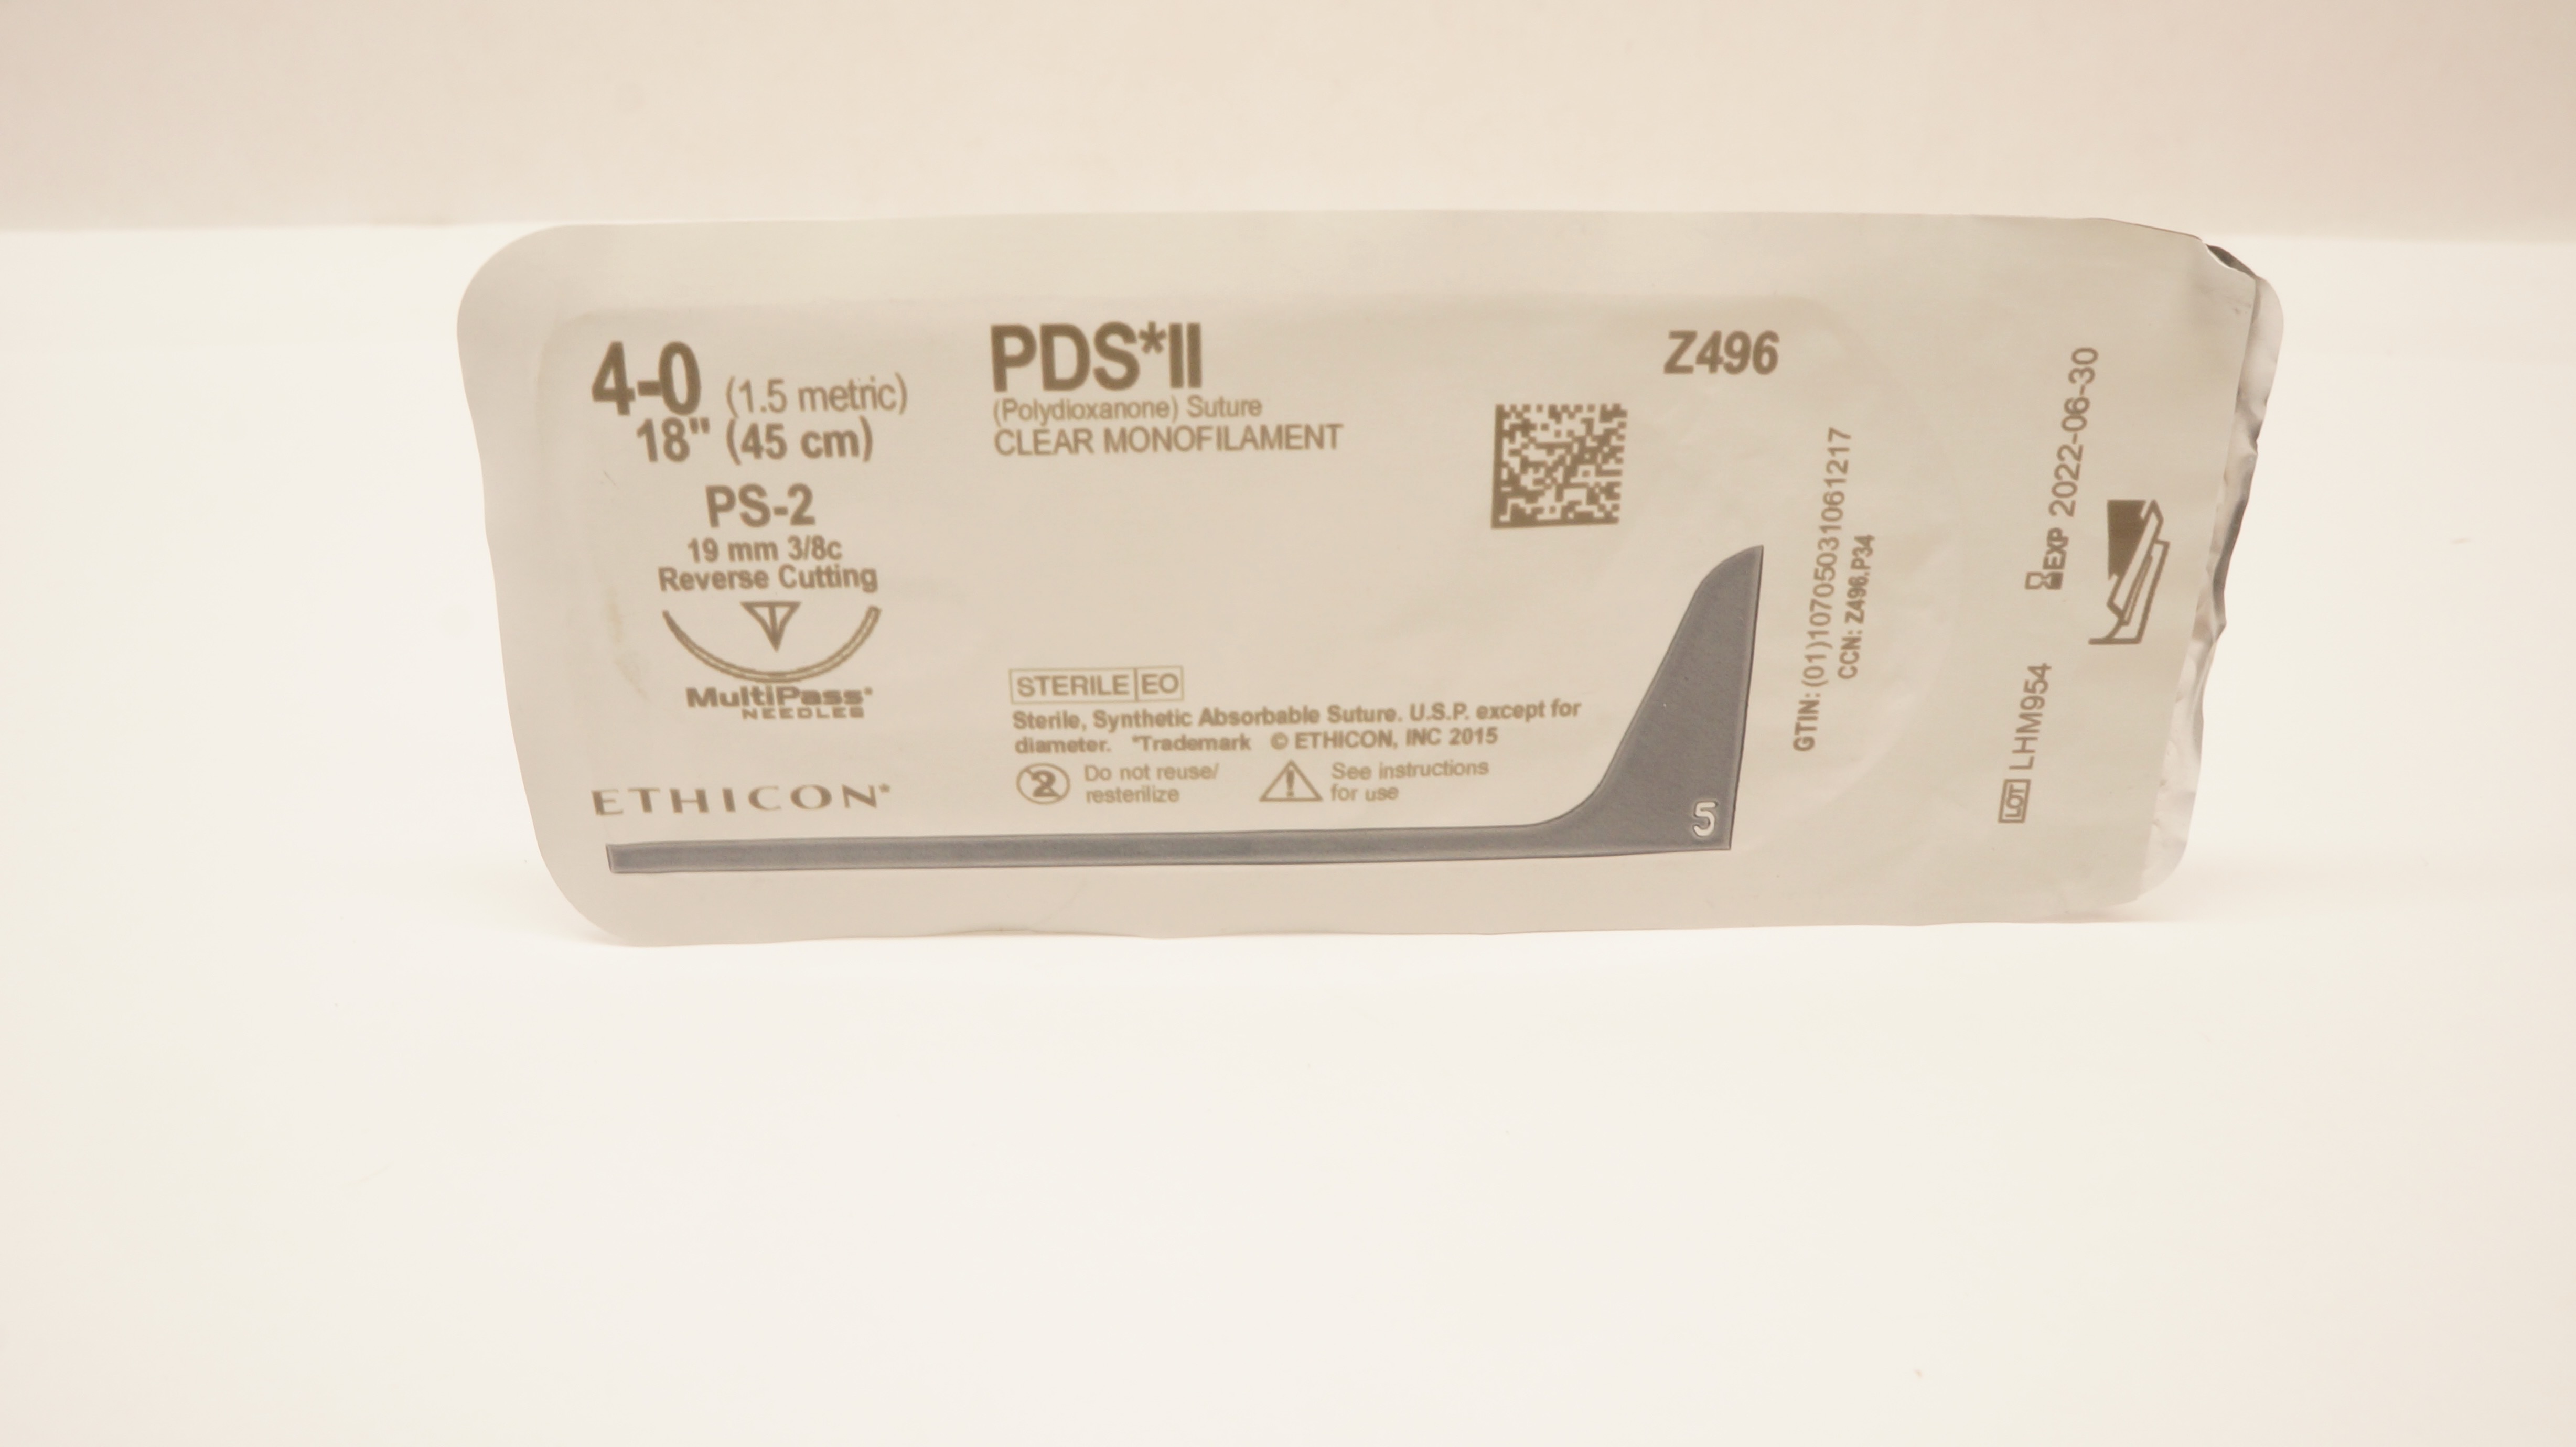 4-0 (1.5 metric)
18" (45 cm)
PS-2
19 mm 3/8c
Reverse Cutting
MultiPass*
NEEDLES
ETHICON*
PDS*II
(Polydioxanone) Suture
CLEAR MONOFILAMENT
STERILE EO
Sterile, Synthetic Absorbable Suture. U.S.P. except for
diameter. *Trademark © ETHICON, INC 2015
2 Do not reuse/
resterilize
! See instructions
for use
Z496
5
GTIN: (01)10705031061217
CCN: Z496.P34
LOT LHM954
EXP 2022-06-30